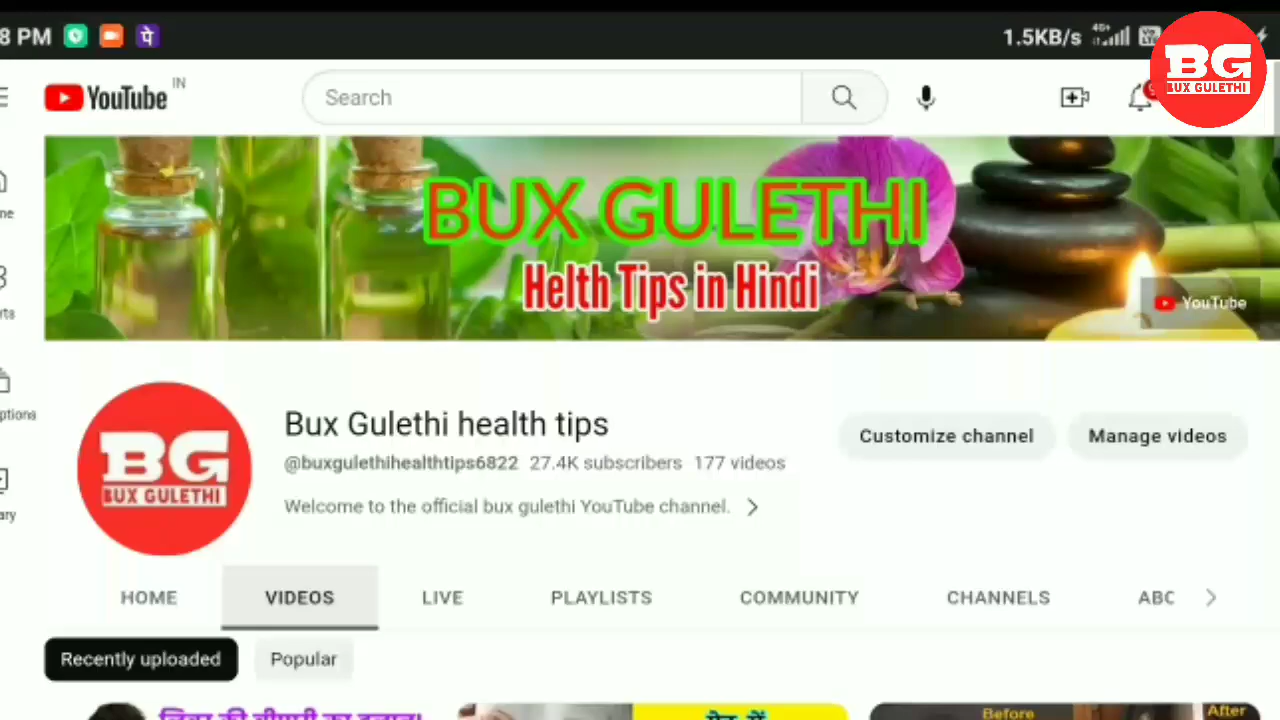 8 PM
1.5KB/s 4G+
BG
BUX GULETHI
YouTube IN
Search
BUX GULETHI
Helth Tips in Hindi
YouTube
BG
BUX GULETHI
Bux Gulethi health tips
@buxgulethihealthtips6822 27.4K subscribers 177 videos
Welcome to the official bux gulethi YouTube channel.
Customize channel
Manage videos
HOME
VIDEOS
LIVE
PLAYLISTS
COMMUNITY
CHANNELS
Recently uploaded
Popular
Before
After